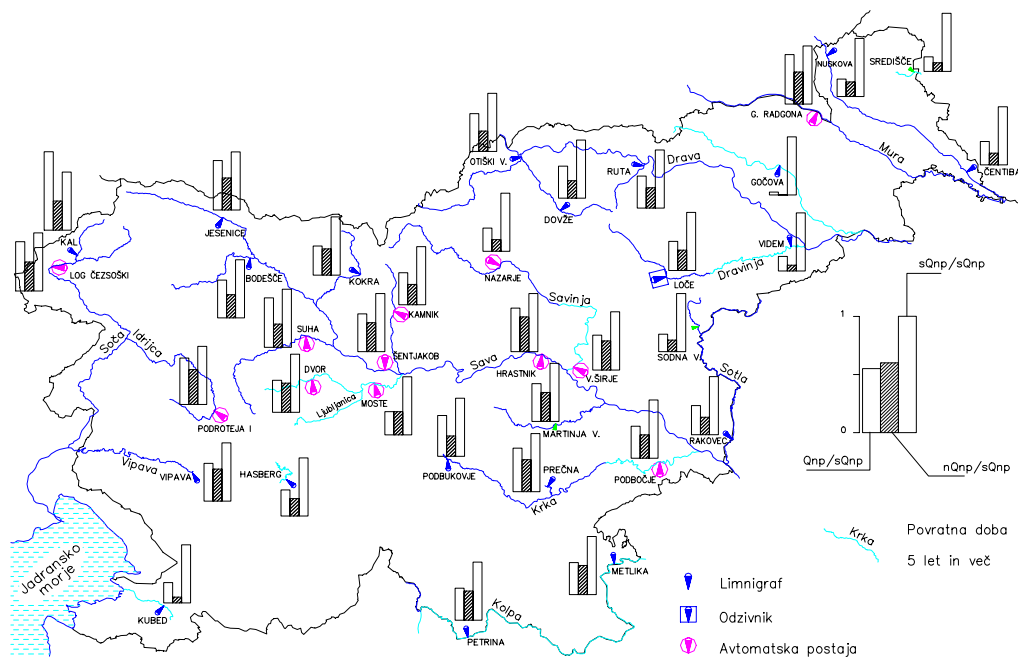 NUSKOVA
SREDIŠČE
G. RADGONA
OTIŠKI V.
RUTA
Drava
Mura
ČENTIBA
GOČOVA
DOVŽE
JESENICE
KAL
VIDEM
LOG ČEZSOŠKI
BODEŠČE
KOKRA
NAZARJE
Dravinja
LOČE
sQnp/sQnp
Savinja
KAMNIK
1
Soča
Idrijca
SUHA
ŠENTJAKOB
Sava
HRASTNIK
V.ŠIRJE
SODNA V.
Sotla
DVOR
Ljubljanica
MOSTE
PODROTEJA I
MARTINJA V.
RAKOVEC
0
Qnp/sQnp
nQnp/sQnp
Vipava
VIPAVA
HASBERG
PODBUKOVJE
PREČNA
PODBOČJE
Krka
Krka
Povratna doba
5 let in več
Jadransko
morje
METLIKA
Limnigraf
KUBED
Kolpa
Odzivnik
PETRINA
Avtomatska postaja